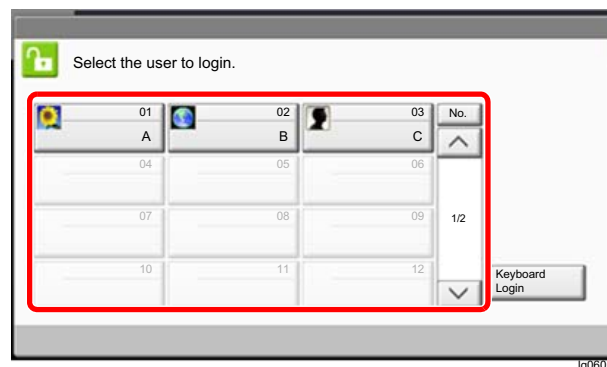 Select the user to login.
01 02 03 No.
A B C
04 05 06
07 08 09 1/2
10 11 12
Keyboard
Login